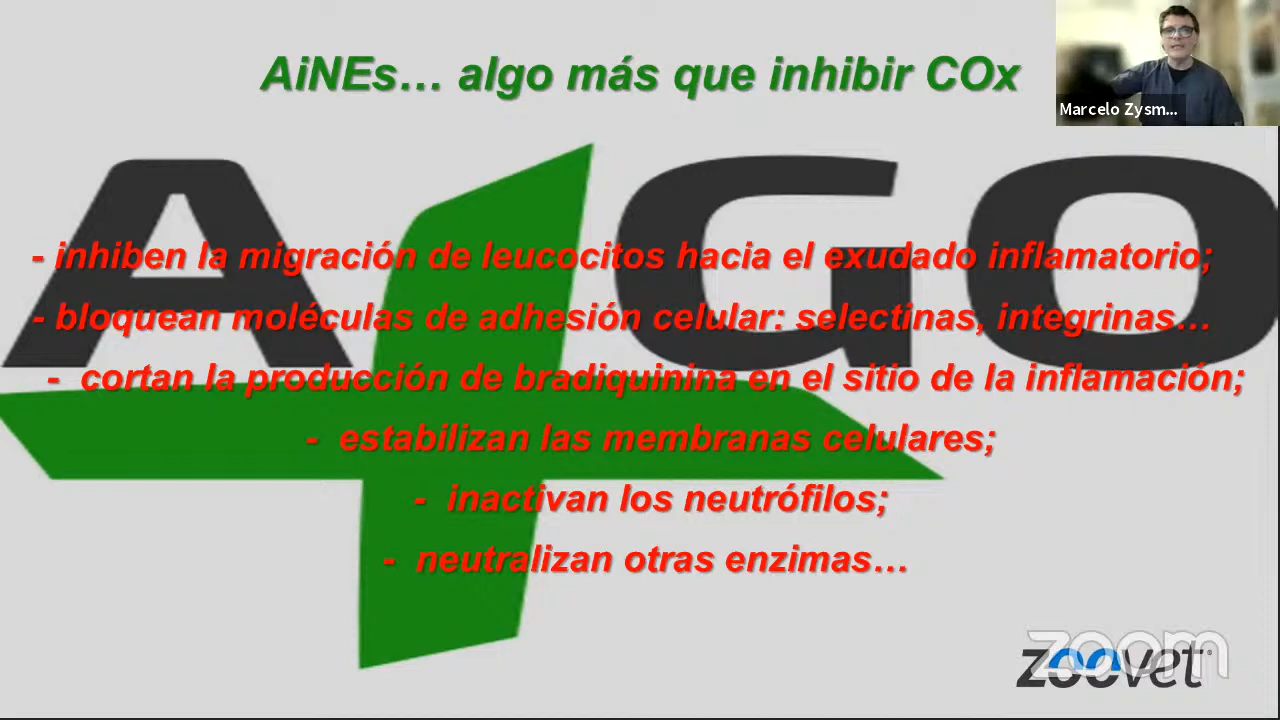 AiNEs... algo más que inhibir COx
Marcelo Zysm...
A+GO
- inhiben la migración de leucocitos hacia el exudado inflamatorio;
- bloquean moléculas de adhesión celular: selectinas, integrinas...
- cortan la producción de bradiquinina en el sitio de la inflamación;
- estabilizan las membranas celulares;
- inactivan los neutrófilos;
- neutralizan otras enzimas...
zoom
zoovet